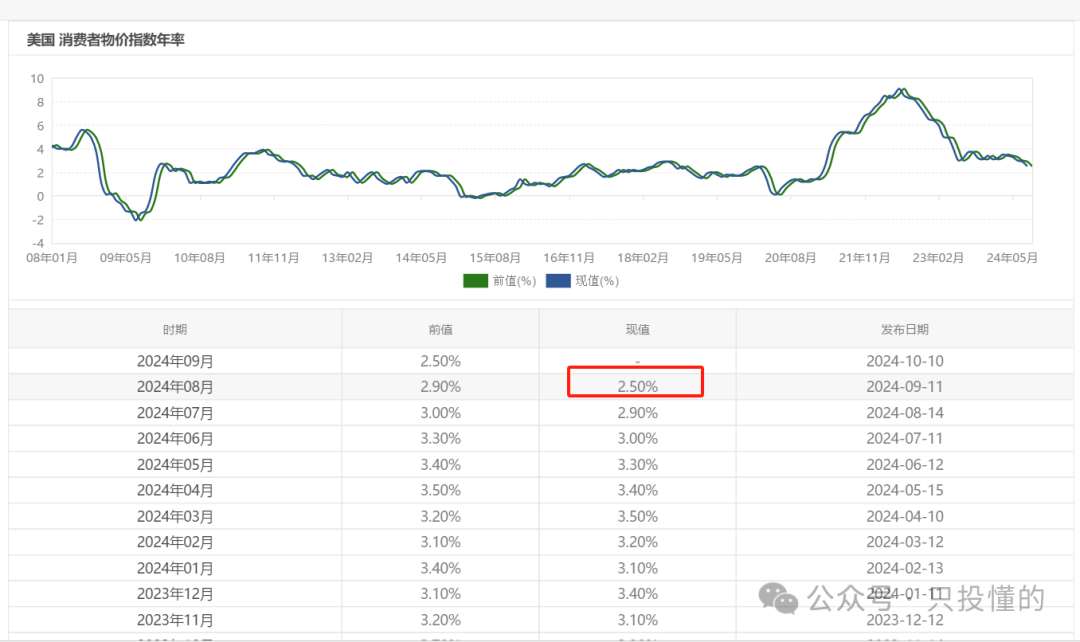 美国 消费者物价指数年率
10
8
6
4
2
0
-2
-4
08年01月 09年05月 10年08月 11年11月 13年02月 14年05月 15年08月 16年11月 18年02月 19年05月 20年08月 21年11月 23年02月 24年05月
前值(%) 现值(%)
时期 前值 现值 发布日期
2024年09月 2.50% - 2024-10-10
2024年08月 2.90% 2.50% 2024-09-11
2024年07月 3.00% 2.90% 2024-08-14
2024年06月 3.30% 3.00% 2024-07-11
2024年05月 3.40% 3.30% 2024-06-12
2024年04月 3.50% 3.40% 2024-05-15
2024年03月 3.20% 3.50% 2024-04-10
2024年02月 3.10% 3.20% 2024-03-12
2024年01月 3.40% 3.10% 2024-02-13
2023年12月 3.10% 3.40% 2024-01-11
公众号 · 只投懂的
2023年11月 3.20% 3.10% 2023-12-12